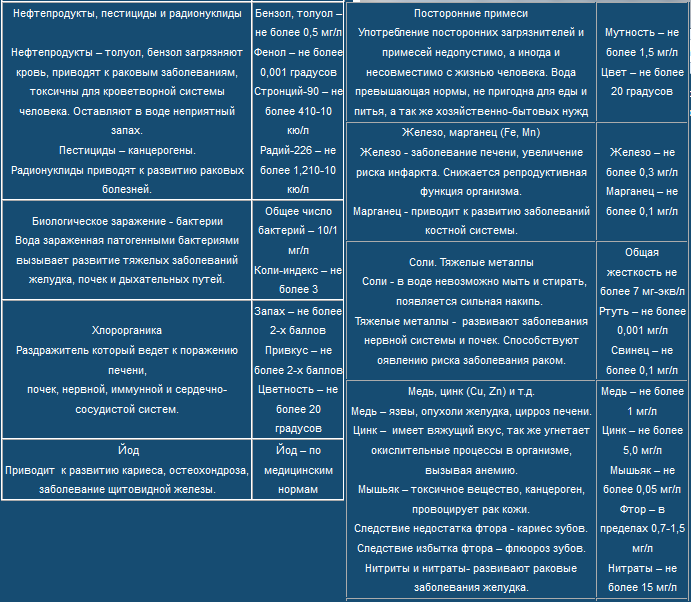 Нефтепродукты, пестициды и радионуклиды
Нефтепродукты – толуол, бензол загрязняют
кровь, приводят к раковым заболеваниям,
токсичны для кроветворной системы
человека. Оставляют в воде неприятный
запах.
Пестициды – канцерогены.
Радионуклиды приводят к развитию раковых
болезней.
Бензол, толуол –
не более 0,5 мг/л
Фенол – не более
0,001 градусов
Стронций-90 – не
более 410-10
кю/л
Радий-226 – не
более 1,210-10
кю/л
Биологическое заражение - бактерии
Вода зараженная патогенными бактериями
вызывает развитие тяжелых заболеваний
желудка, почек и дыхательных путей.
Общее число
бактерий – 10/1
мг/л
Коли-индекс – не
более 3
Хлорорганика
Раздражитель который ведет к поражению
печени,
почек, нервной, иммунной и сердечно-
сосудистой систем.
Запах – не более
2-х баллов
Привкус – не
более 2-х баллов
Цветность – не
более 20
градусов
Йод
Приводит к развитию кариеса, остеохондроза,
заболевание щитовидной железы.
Йод – по
медицинским
нормам
Посторонние примеси
Употребление посторонних загрязнителей и
примесей недопустимо, а иногда и
несовместимо с жизнью человека. Вода
превышающая нормы, не пригодна для еды и
питья, а так же хозяйственно-бытовых нужд
Мутность – не
более 1,5 мг/л
Цвет – не более
20 градусов
Железо, марганец (Fe, Mn)
Железо - заболевание печени, увеличение
риска инфаркта. Снижается репродуктивная
функция организма.
Марганец - приводит к развитию заболеваний
костной системы.
Железо – не
более 0,3 мг/л
Марганец – не
более 0,1 мг/л
Соли. Тяжелые металлы
Соли - в воде невозможно мыть и стирать,
появляется сильная накипь.
Тяжелые металлы - развивают заболевания
нервной системы и почек. Способствуют
оявлению риска заболевания раком.
Общая
жесткость не
более 7 мг-экв/л
Ртуть – не более
0,001 мг/л
Свинец – не
более 0,1 мг/л
Медь, цинк (Cu, Zn) и т.д.
Медь – язвы, опухоли желудка, цирроз печени.
Цинк – имеет вяжущий вкус, так же угнетает
окислительные процессы в организме,
вызывая анемию.
Мышьяк – токсичное вещество, канцероген,
провоцирует рак кожи.
Следствие недостатка фтора - кариес зубов.
Следствие избытка фтора – флюороз зубов.
Нитриты и нитраты- развивают раковые
заболевания желудка.
Медь – не более
1 мг/л
Цинк – не более
5,0 мг/л
Мышьяк – не
более 0,05 мг/л
Фтор – в
пределах 0,7-1,5
мг/л
Нитраты – не
более 15 мг/л